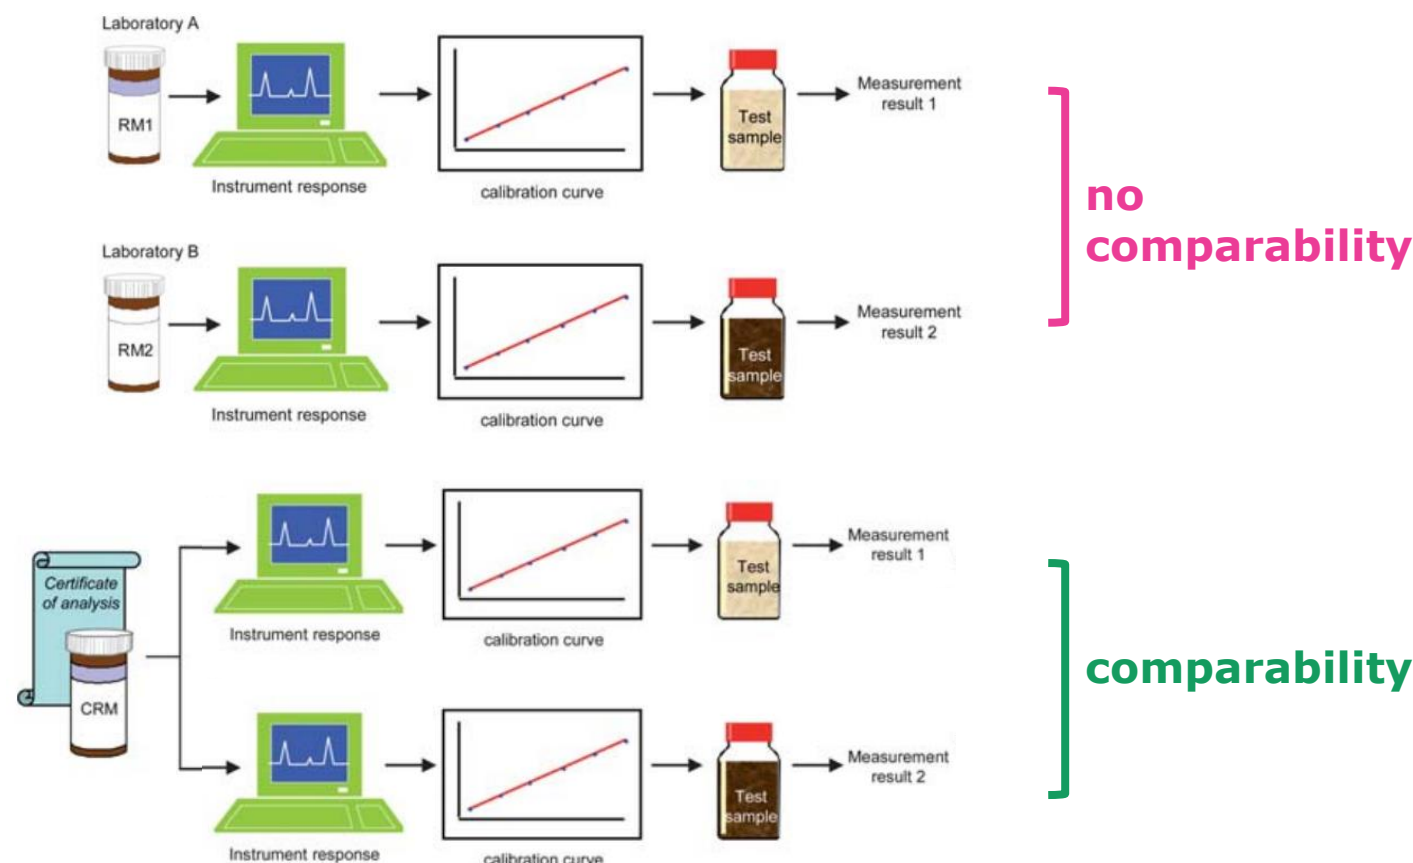 Laboratory A
RM1
Instrument response
calibration curve
Test
sample
Measurement
result 1
no
comparability
Laboratory B
RM2
Instrument response
calibration curve
Test
sample
Measurement
result 2
Certificate
of analysis
CRM
Instrument response
calibration curve
Test
sample
Measurement
result 1
comparability
Instrument response
calibration curve
Test
sample
Measurement
result 2